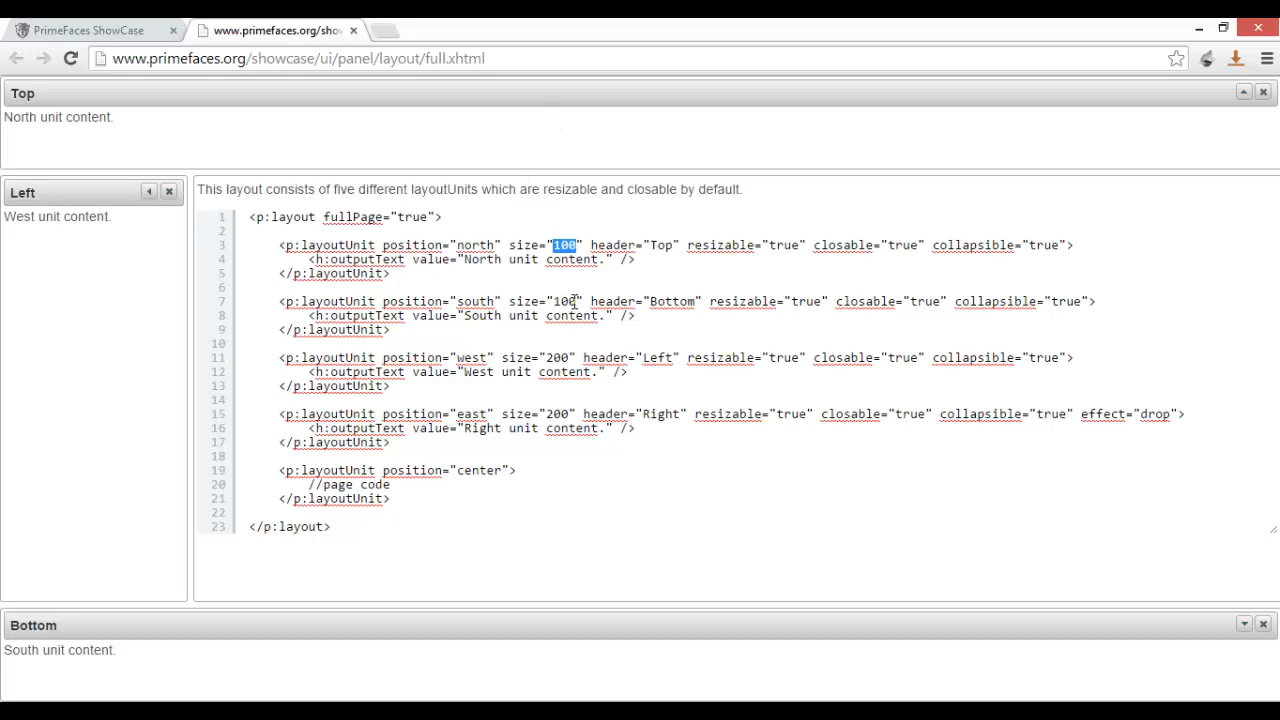 PrimeFaces ShowCase
www.primefaces.org/sho
www.primefaces.org/showcase/ui/panel/layout/full.xhtml
Top
North unit content.
Left
West unit content.
This layout consists of five different layoutUnits which are resizable and closable by default.
1 <p:layout fullPage="true">
2
3 <p:layoutUnit position="north" size="100" header="Top" resizable="true" closable="true" collapsible="true">
4 <h:outputText value="North unit content." />
5 </p:layoutUnit>
6
7 <p:layoutUnit position="south" size="100" header="Bottom" resizable="true" closable="true" collapsible="true">
8 <h:outputText value="South unit content." />
9 </p:layoutUnit>
10
11 <p:layoutUnit position="west" size="200" header="Left" resizable="true" closable="true" collapsible="true">
12 <h:outputText value="West unit content." />
13 </p:layoutUnit>
14
15 <p:layoutUnit position="east" size="200" header="Right" resizable="true" closable="true" collapsible="true" effect="drop">
16 <h:outputText value="Right unit content." />
17 </p:layoutUnit>
18
19 <p:layoutUnit position="center">
20 //page code
21 </p:layoutUnit>
22
23 </p:layout>
Bottom
South unit content.